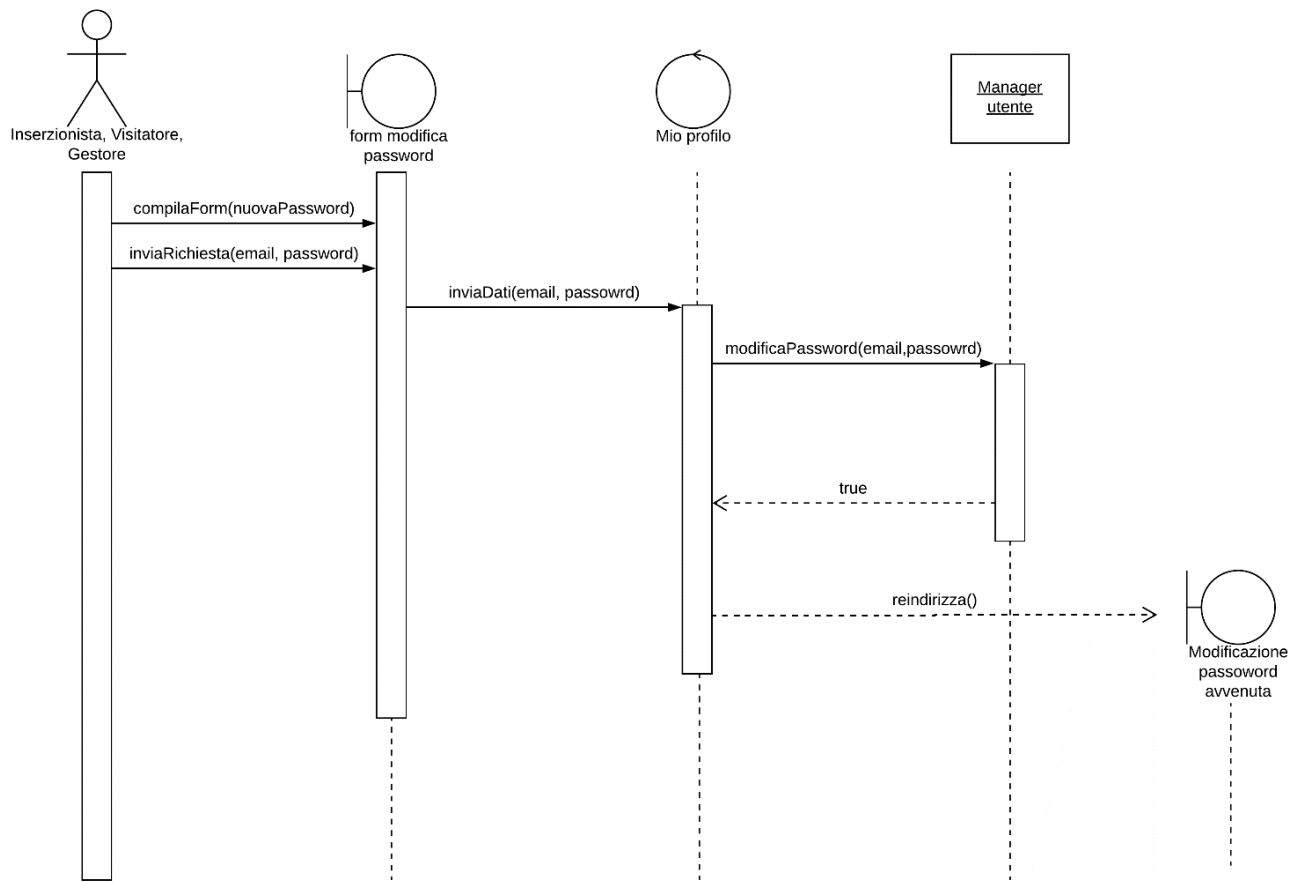 Inserzionista, Visitatore,
Gestore
form modifica
password
Mio profilo
Manager
utente
compilaForm(nuovaPassword)
inviaRichiesta(email, password)
inviaDati(email, passowrd)
modificaPassword(email,passowrd)
true
reindirizza()
Modificazione
passoword
avvenuta